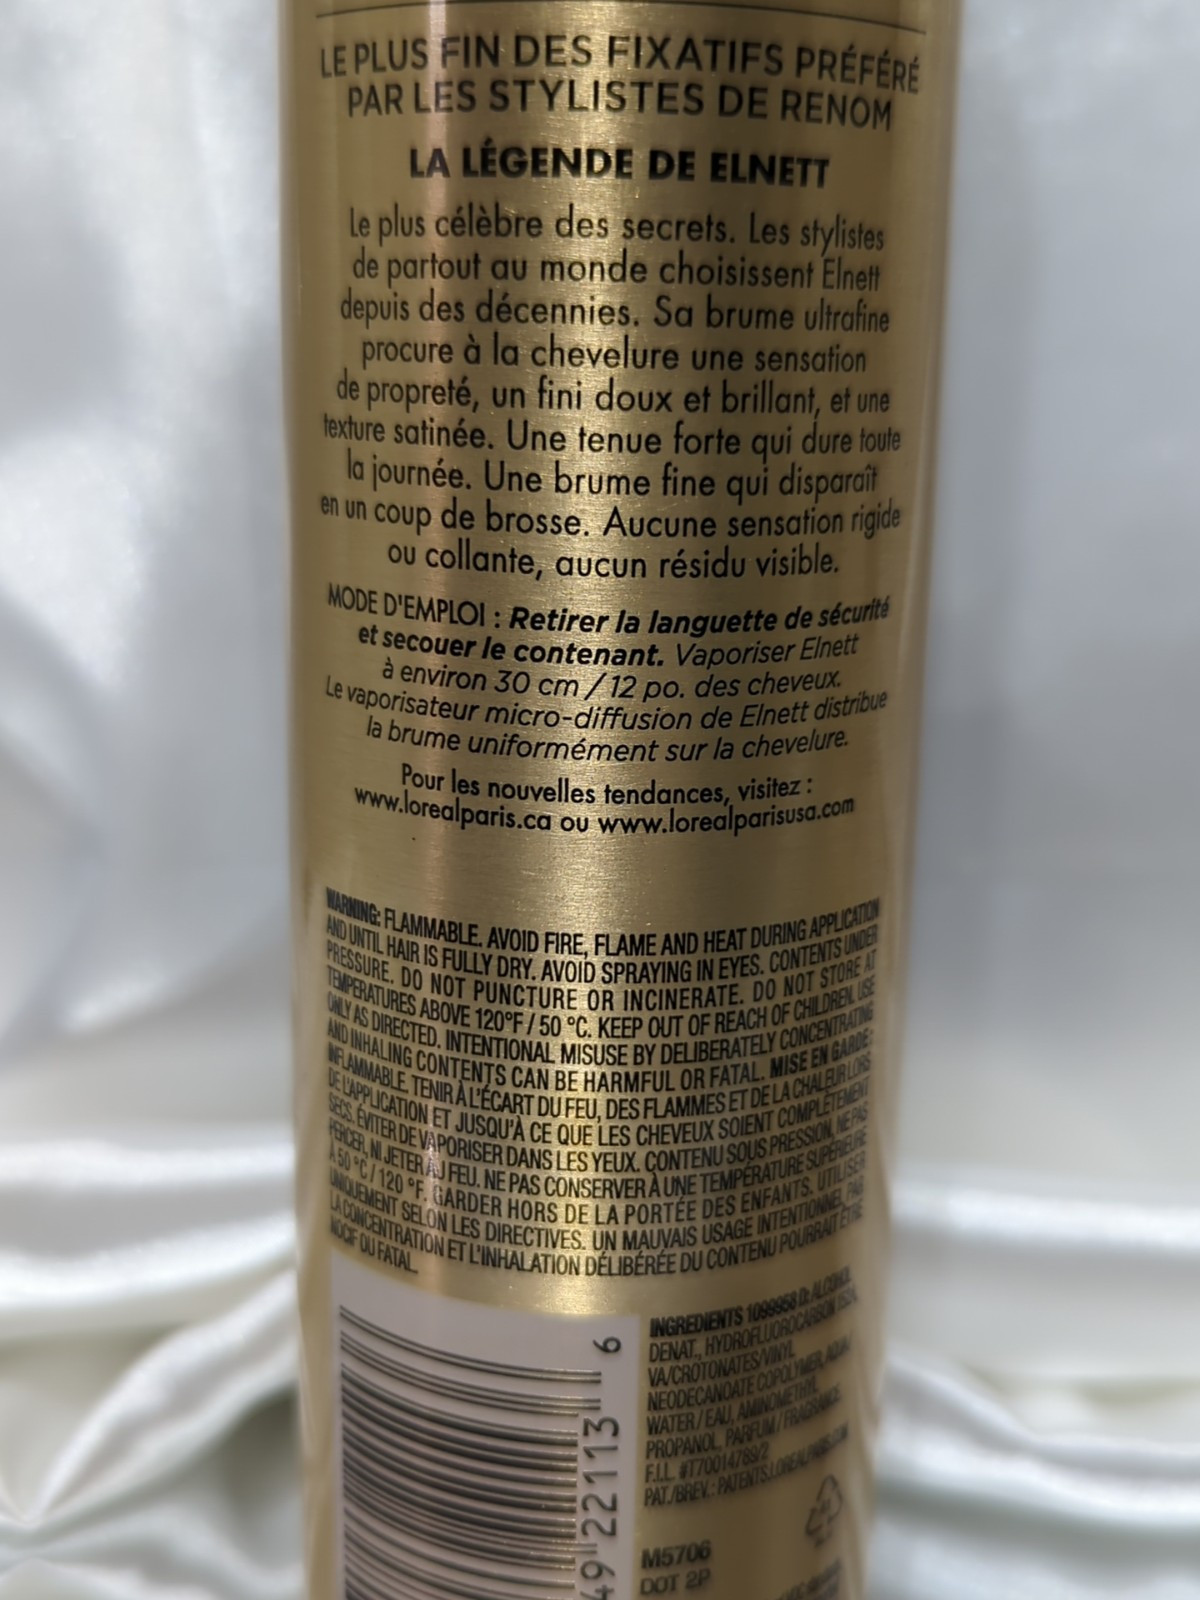 LE PLUS FIN DES FIXATIFS PRÉFÉRÉ
PAR LES STYLISTES DE RENOM
LA LÉGENDE DE ELNETT
Le plus célèbre des secrets. Les stylistes
de partout au monde choisissent Elnett
depuis des décennies. Sa brume ultrafine
procure à la chevelure une sensation
de propreté, un fini doux et brillant, et une
texture satinée. Une tenue forte qui dure toute
la journée. Une brume fine qui disparaît
en un coup de brosse. Aucune sensation rigide
ou collante, aucun résidu visible.
MODE D'EMPLOI : Retirer la languette de sécurité
et secouer le contenant. Vaporiser Elnett
à environ 30 cm / 12 po. des cheveux.
Le vaporisateur micro-diffusion de Elnett distribue
la brume uniformément sur la chevelure.
Pour les nouvelles tendances, visitez :
www.lorealparis.ca ou www.lorealparisusa.com
WARNING: FLAMMABLE. AVOID FIRE, FLAME AND HEAT DURING APPLICATION
AND UNTIL HAIR IS FULLY DRY. AVOID SPRAYING IN EYES. CONTENTS UNDER
PRESSURE. DO NOT PUNCTURE OR INCINERATE. DO NOT STORE AT
TEMPERATURES ABOVE 120°F / 50 °C. KEEP OUT OF REACH OF CHILDREN. USE
ONLY AS DIRECTED. INTENTIONAL MISUSE BY DELIBERATELY CONCENTRATING
AND INHALING CONTENTS CAN BE HARMFUL OR FATAL. MISE EN GARDE:
INFLAMMABLE. TENIR À L'ÉCART DU FEU, DES FLAMMES ET DE LA CHALEUR LORS
DE L'APPLICATION ET JUSQU'À CE QUE LES CHEVEUX SOIENT COMPLÈTEMENT
SECS. ÉVITER DE VAPORISER DANS LES YEUX. CONTENU SOUS PRESSION. NE PAS
PERCER, NI JETER AU FEU. NE PAS CONSERVER À UNE TEMPÉRATURE SUPÉRIEURE
À 50 °C / 120 °F. GARDER HORS DE LA PORTÉE DES ENFANTS. UTILISER
UNIQUEMENT SELON LES DIRECTIVES. UN MAUVAIS USAGE INTENTIONNEL PAR
LA CONCENTRATION ET L'INHALATION DÉLIBÉRÉE DU CONTENU POURRAIT ÊTRE
NOCIF OU FATAL.
49 22113 6
INGREDIENTS 1099958 D: ALCOHOL
DENAT., HYDROFLUOROCARBON 152A,
VA/CROTONATES/VINYL
NEODECANOATE COPOLYMER, AQUA /
WATER / EAU, AMINOMETHYL
PROPANOL, PARFUM / FRAGRANCE.
F.I.L. #T70014789/2
PAT./BREV.: PATENTS.LOREALPARIS.COM
M5706
DOT 2P